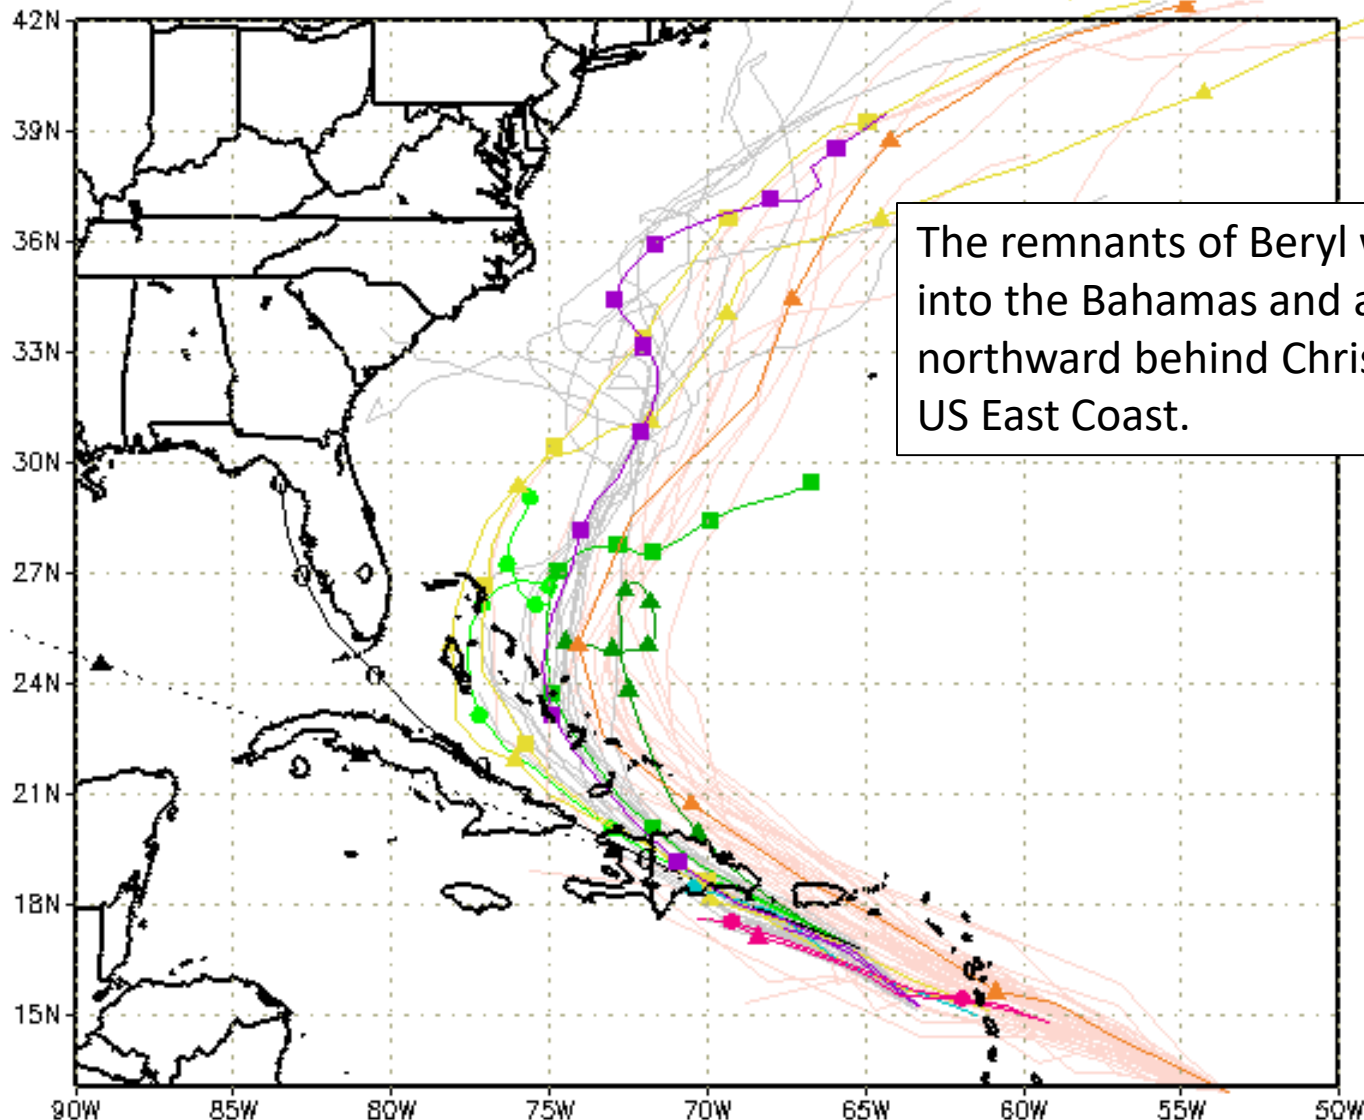 42N
39N
36N
33N
30N
27N
24N
21N
18N
15N
The remnants of Beryl
into the Bahamas and
northward behind
US East Coast.
90W 85W 80W 75W 70W 65W 60W 55W 50W